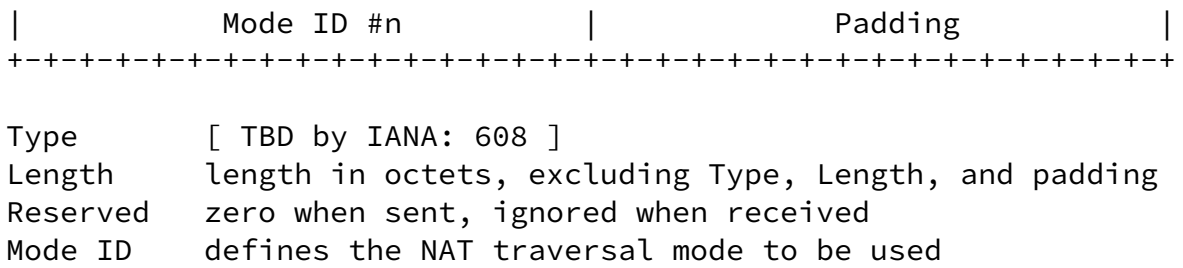 |           Mode ID #n          |             Padding           |
+-+-+-+-+-+-+-+-+-+-+-+-+-+-+-+-+-+-+-+-+-+-+-+-+-+-+-+-+-+-+-+-+
Type       [ TBD by IANA: 608 ]
Length     length in octets, excluding Type, Length, and padding
Reserved   zero when sent, ignored when received
Mode ID    defines the NAT traversal mode to be used